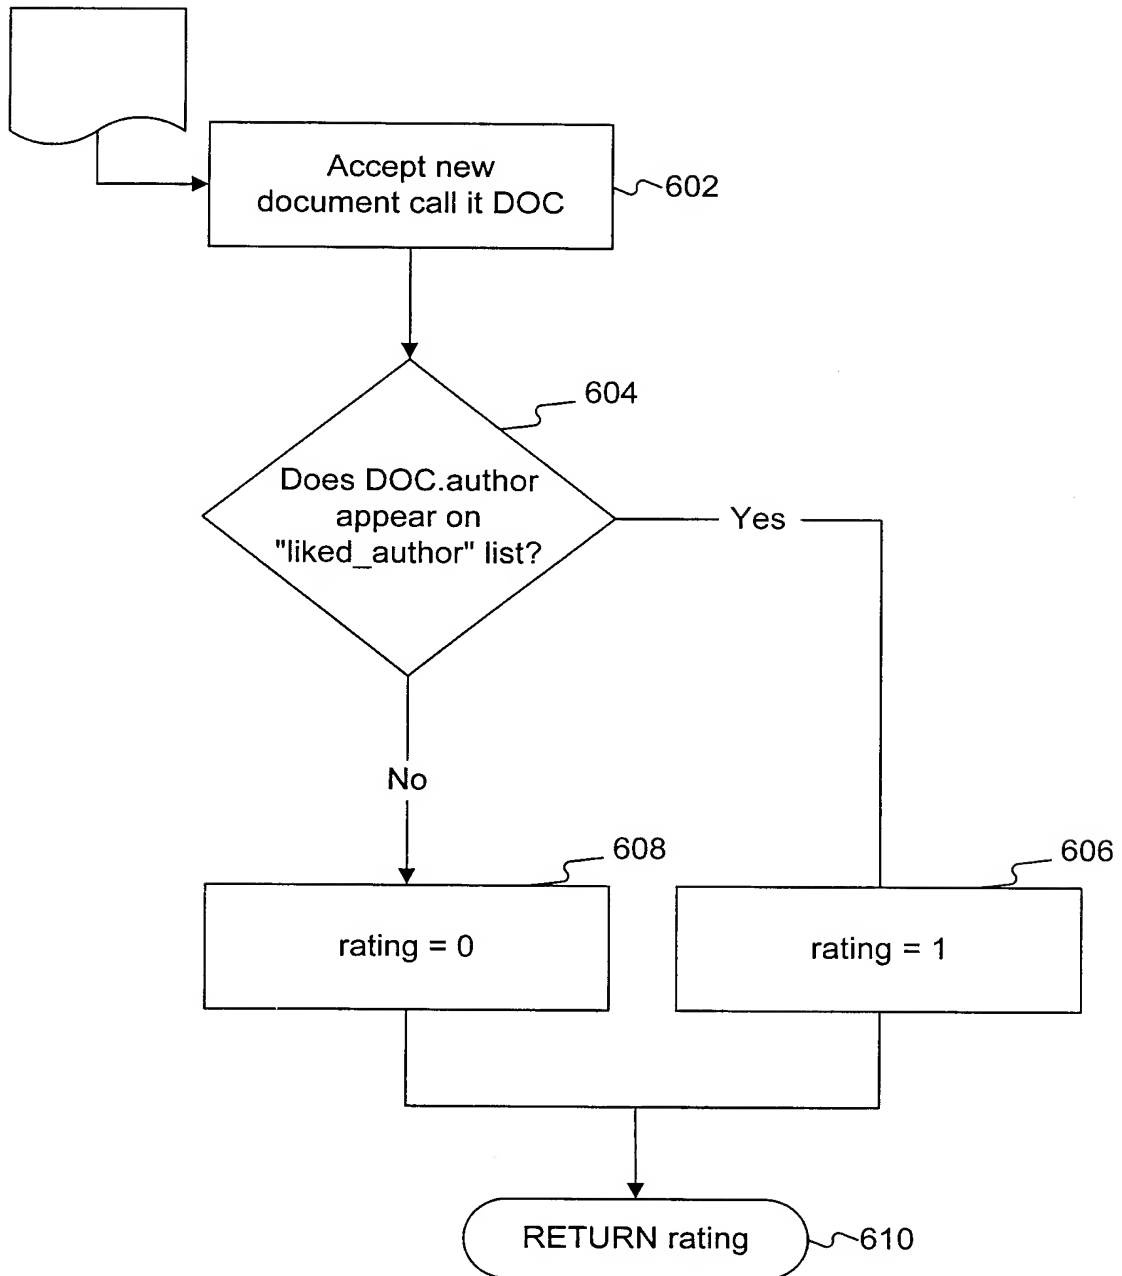 Accept new
document call it DOC
602
604
Does DOC.author
appear on
"liked_author" list?
Yes
No
608
606
rating = 0
rating = 1
RETURN rating
610